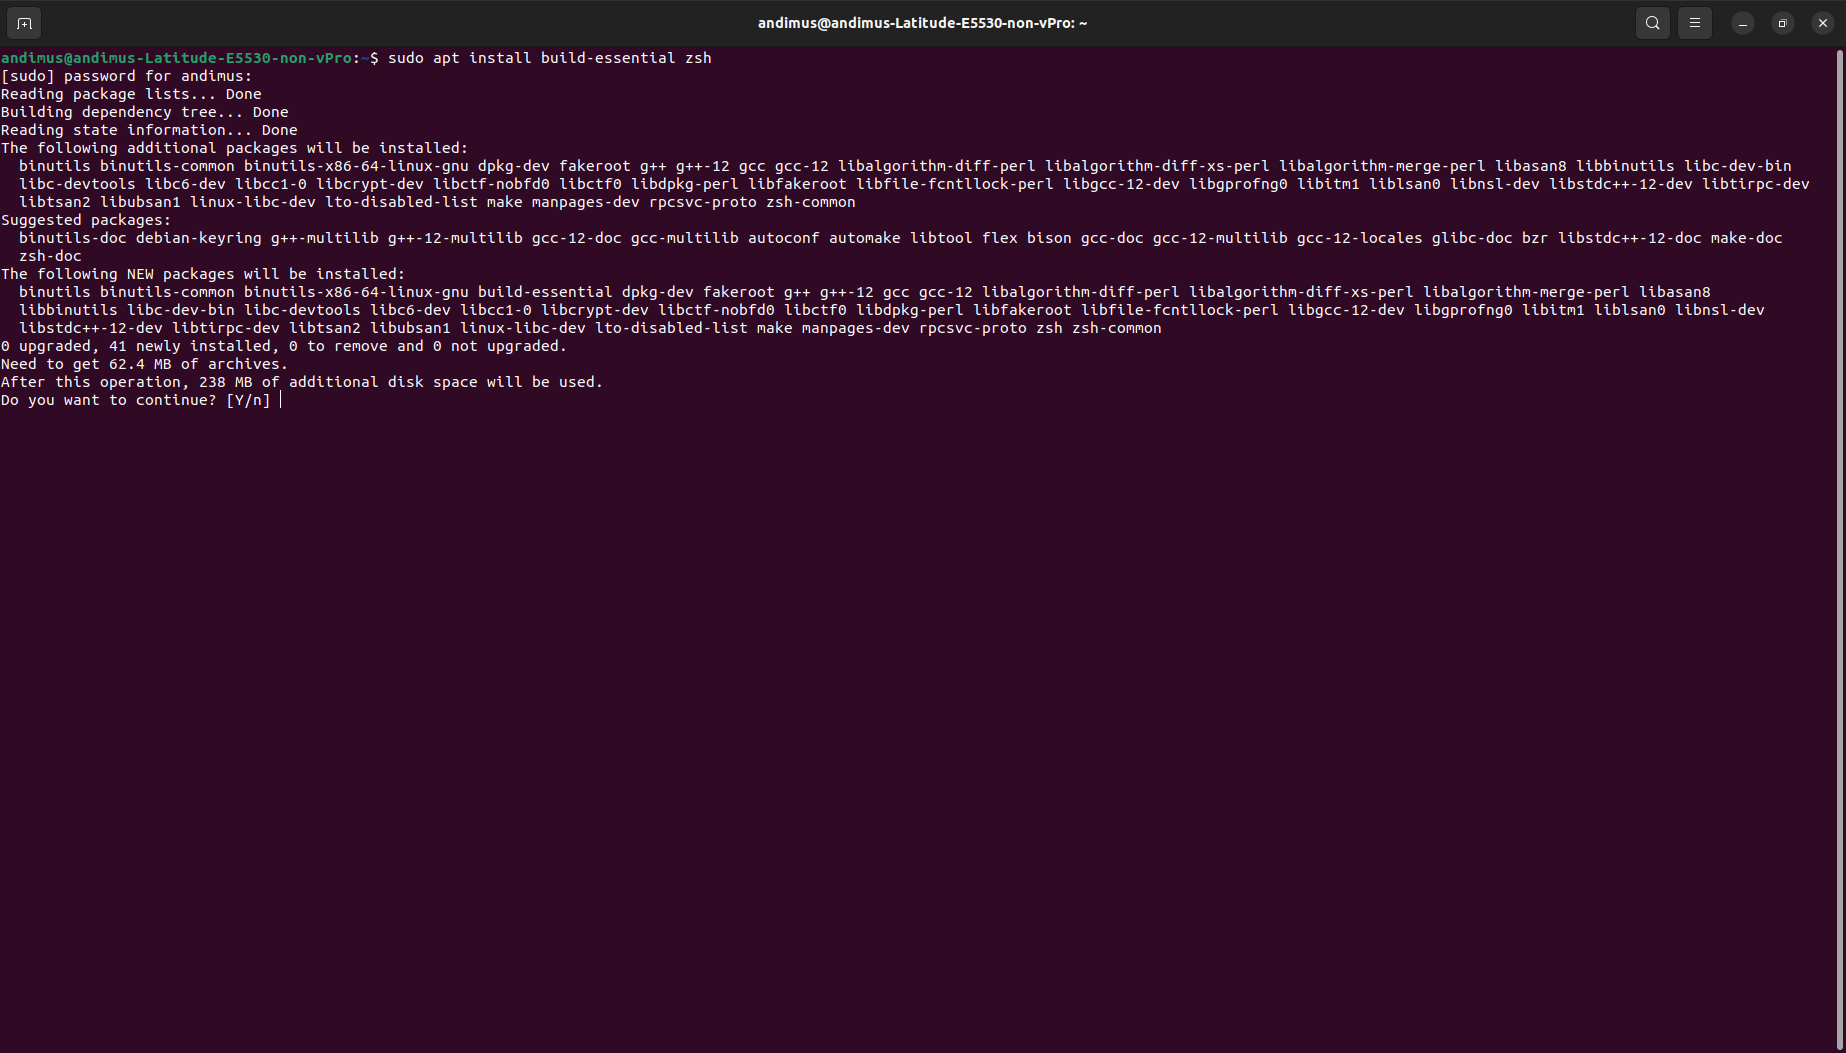 andimus@andimus-Latitude-E5530-non-vPro: ~
andimus@andimus-Latitude-E5530-non-vPro:~$ sudo apt install build-essential zsh
[sudo] password for andimus:
Reading package lists... Done
Building dependency tree... Done
Reading state information... Done
The following additional packages will be installed:
  binutils binutils-common binutils-x86-64-linux-gnu dpkg-dev fakeroot g++ g++-12 gcc gcc-12 libalgorithm-diff-perl libalgorithm-diff-xs-perl libalgorithm-merge-perl libasan8 libbinutils libc-dev-bin
  libc-devtools libc6-dev libcc1-0 libcrypt-dev libctf-nobfd0 libctf0 libdpkg-perl libfakeroot libfile-fcntllock-perl libgcc-12-dev libgprofng0 libitm1 liblsan0 libnsl-dev libstdc++-12-dev libtirpc-dev
  libtsan2 libubsan1 linux-libc-dev lto-disabled-list make manpages-dev rpcsvc-proto zsh-common
Suggested packages:
  binutils-doc debian-keyring g++-multilib g++-12-multilib gcc-12-doc gcc-multilib autoconf automake libtool flex bison gcc-doc gcc-12-multilib gcc-12-locales glibc-doc bzr libstdc++-12-doc make-doc
  zsh-doc
The following NEW packages will be installed:
  binutils binutils-common binutils-x86-64-linux-gnu build-essential dpkg-dev fakeroot g++ g++-12 gcc gcc-12 libalgorithm-diff-perl libalgorithm-diff-xs-perl libalgorithm-merge-perl libasan8
  libbinutils libc-dev-bin libc-devtools libc6-dev libcc1-0 libcrypt-dev libctf-nobfd0 libctf0 libdpkg-perl libfakeroot libfile-fcntllock-perl libgcc-12-dev libgprofng0 libitm1 liblsan0 libnsl-dev
  libstdc++-12-dev libtirpc-dev libtsan2 libubsan1 linux-libc-dev lto-disabled-list make manpages-dev rpcsvc-proto zsh zsh-common
0 upgraded, 41 newly installed, 0 to remove and 0 not upgraded.
Need to get 62.4 MB of archives.
After this operation, 238 MB of additional disk space will be used.
Do you want to continue? [Y/n]